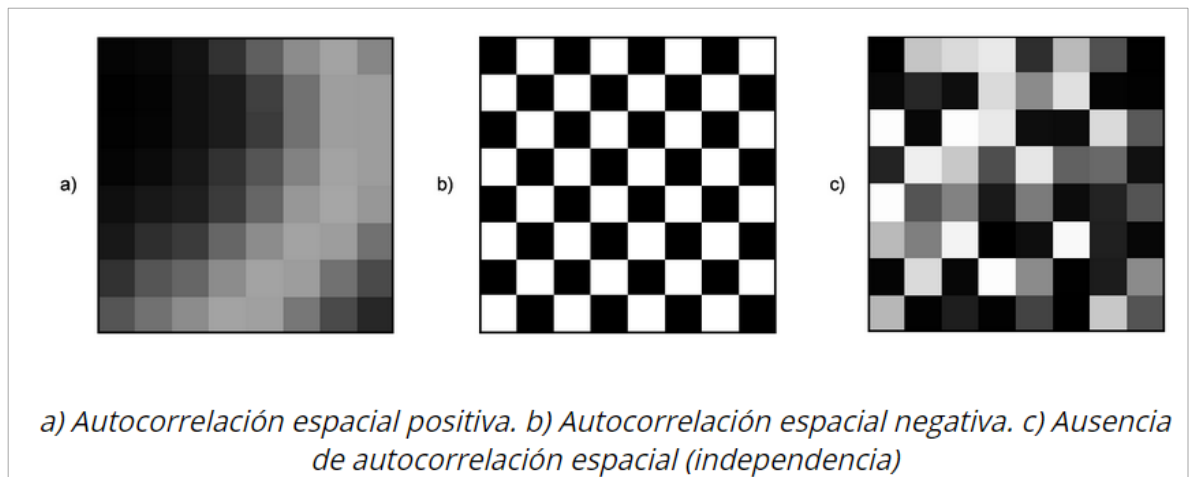 a)
b)
c)
a) Autocorrelación espacial positiva. b) Autocorrelación espacial negativa. c) Ausencia
de autocorrelación espacial (independencia)